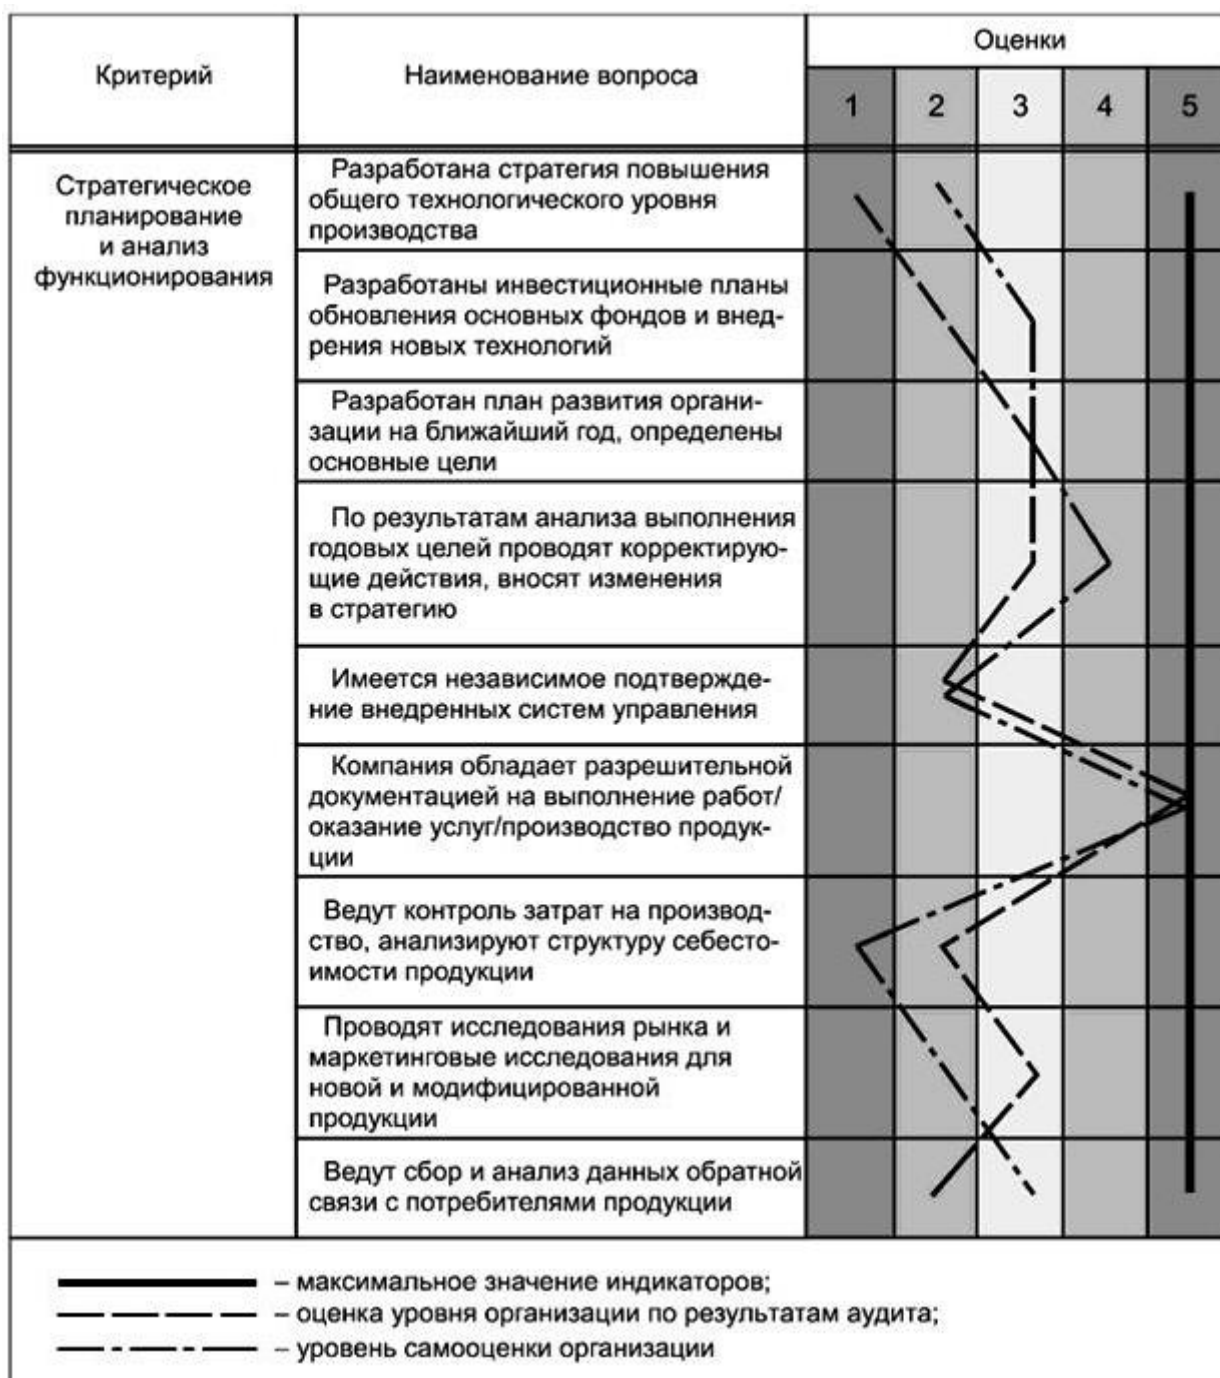 Критерий
Наименование вопроса
Оценки
1 2 3 4 5
Стратегическое
планирование
и анализ
функционирования
Разработана стратегия повышения
общего технологического уровня
производства
Разработаны инвестиционные планы
обновления основных фондов и внед-
рения новых технологий
Разработан план развития органи-
зации на ближайший год, определены
основные цели
По результатам анализа выполнения
годовых целей проводят корректирую-
щие действия, вносят изменения
в стратегию
Имеется независимое подтвержде-
ние внедренных систем управления
Компания обладает разрешительной
документацией на выполнение работ/
оказание услуг/производство продук-
ции
Ведут контроль затрат на производ-
ство, анализируют структуру себесто-
имости продукции
Проводят исследования рынка и
маркетинговые исследования для
новой и модифицированной
продукции
Ведут сбор и анализ данных обратной
связи с потребителями продукции
– максимальное значение индикаторов;
– оценка уровня организации по результатам аудита;
– уровень самооценки организации